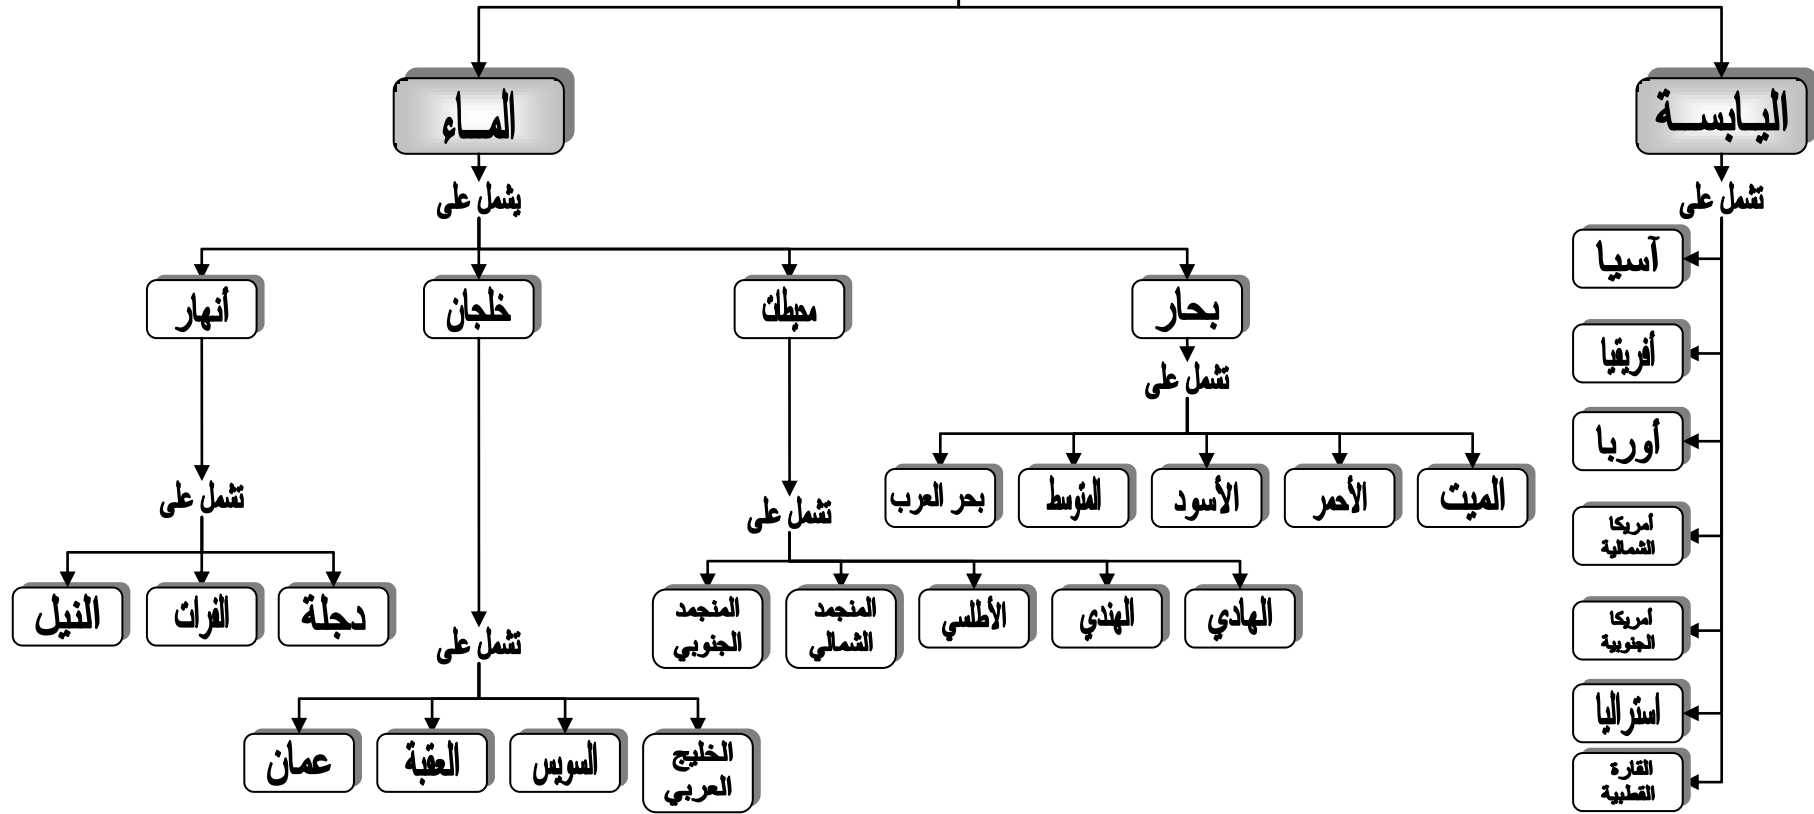 اليابسة
الماء
تشمل على
يشمل على
آسيا
أفريقيا
أوربا
أمريكا
الشمالية
أمريكا
الجنوبية
استراليا
القارة
القطبية
بحار
محيطات
خلجان
أنهار
تشمل على
الميت
الأحمر
الأسود
المتوسط
بحر العرب
تشمل على
الهادي
الهندي
الأطلسي
المنجمد
الشمالي
المنجمد
الجنوبي
تشمل على
الخليج
العربي
السويس
العقبة
عمان
تشمل على
دجلة
الفرات
النيل